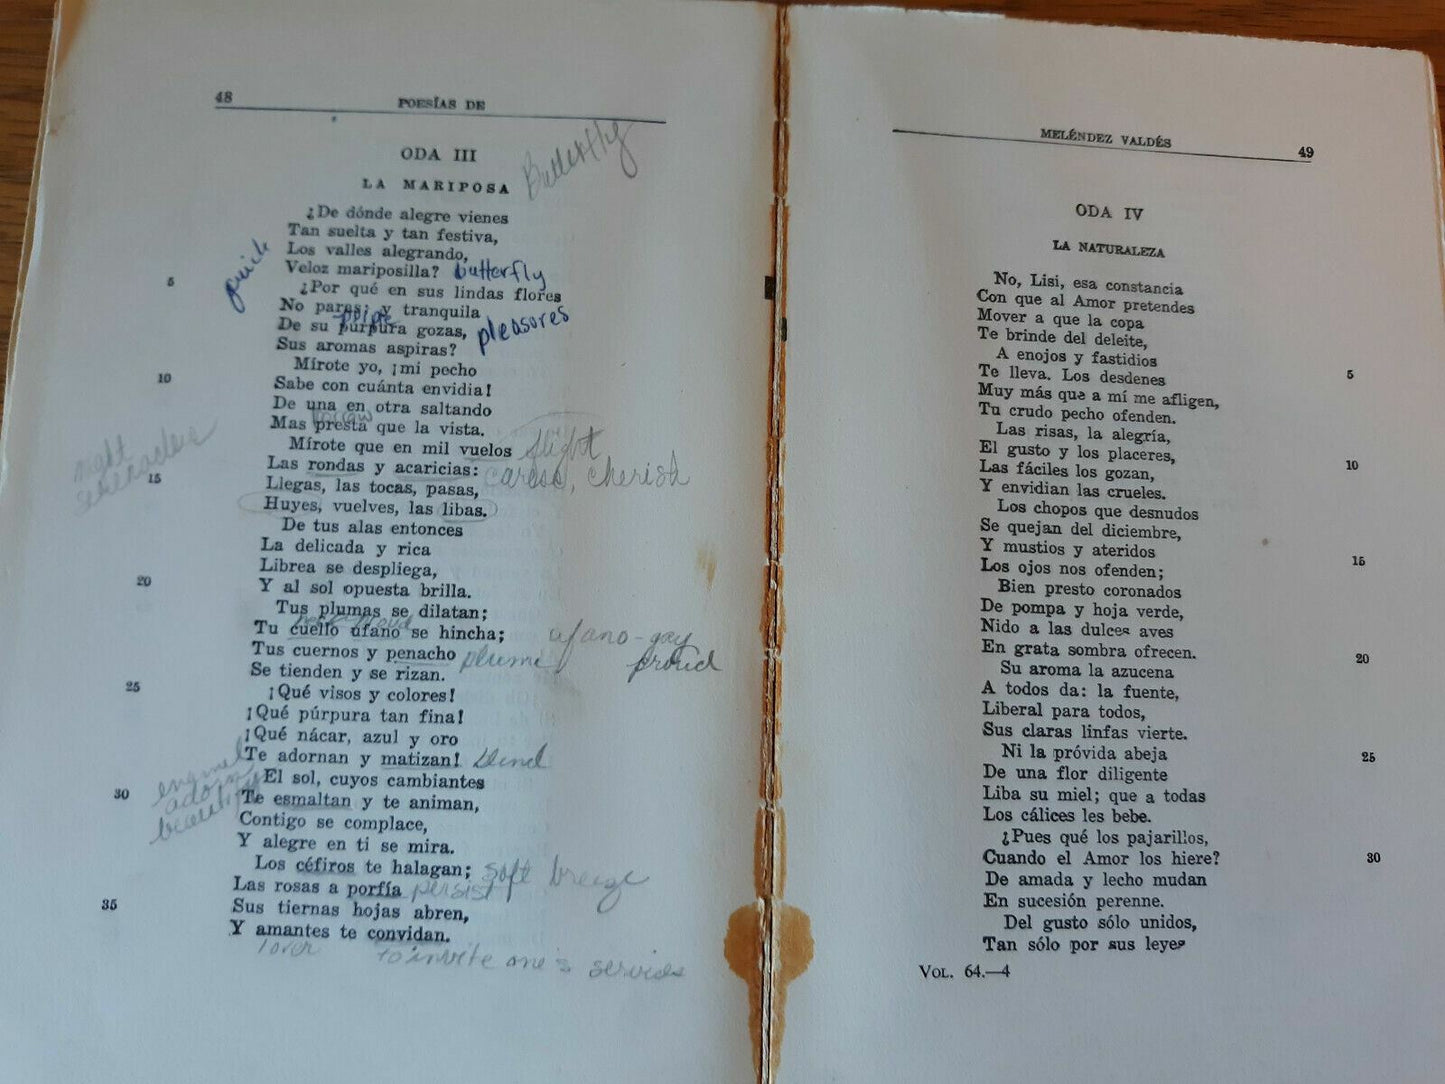 48
POESÍAS DE
ODA III
Butterfly
LA MARIPOSA
¿De dónde alegre vienes
Tan suelta y tan festiva,
Los valles alegrando,
quick
Veloz mariposilla? butterfly
5
¿Por qué en sus lindas flores
No paras; y tranquila
De su púrpura gozas, pleasores
Sus aromas aspiras?
Mírote yo, ¡mi pecho
10
Sabe con cuánta envidia!
De una en otra saltando
Mas presta que la vista.
Mírote que en mil vuelos flight
Las rondas y acaricias: caress, cherish
night
15
Llegas, las tocas, pasas,
Huyes, vuelves, las libas.
De tus alas entonces
La delicada y rica
Librea se despliega,
20
Y al sol opuesta brilla.
Tus plumas se dilatan;
Tu cuello ufano se hincha; ufano-gay
proud
Tus cuernos y penacho plume
Se tienden y se rizan.
25
¡Qué visos y colores!
¡Qué púrpura tan fina!
¡Qué nácar, azul y oro
Te adornan y matizan! blend
enamel
adorn
beautify
El sol, cuyos cambiantes
30
Te esmaltan y te animan,
Contigo se complace,
Y alegre en ti se mira.
Los céfiros te halagan; soft breeze
Las rosas a porfía persist
35
Sus tiernas hojas abren,
Y amantes te convidan.
lover to invite one's services
MELÉNDEZ VALDÉS
49
ODA IV
LA NATURALEZA
No, Lisi, esa constancia
Con que al Amor pretendes
Mover a que la copa
Te brinde del deleite,
A enojos y fastidios
5
Te lleva. Los desdenes
Muy más que a mí me afligen,
Tu crudo pecho ofenden.
Las risas, la alegría,
El gusto y los placeres,
10
Las fáciles los gozan,
Y envidian las crueles.
Los chopos que desnudos
Se quejan del diciembre,
Y mustios y ateridos
15
Los ojos nos ofenden;
Bien presto coronados
De pompa y hoja verde,
Nido a las dulces aves
En grata sombra ofrecen.
20
Su aroma la azucena
A todos da: la fuente,
Liberal para todos,
Sus claras linfas vierte.
Ni la próvida abeja
25
De una flor diligente
Liba su miel; que a todas
Los cálices les bebe.
¿Pues qué los pajarillos,
Cuando el Amor los hiere?
30
De amada y lecho mudan
En sucesión perenne.
Del gusto sólo unidos,
Tan sólo por sus leyes
VOL. 64.—4